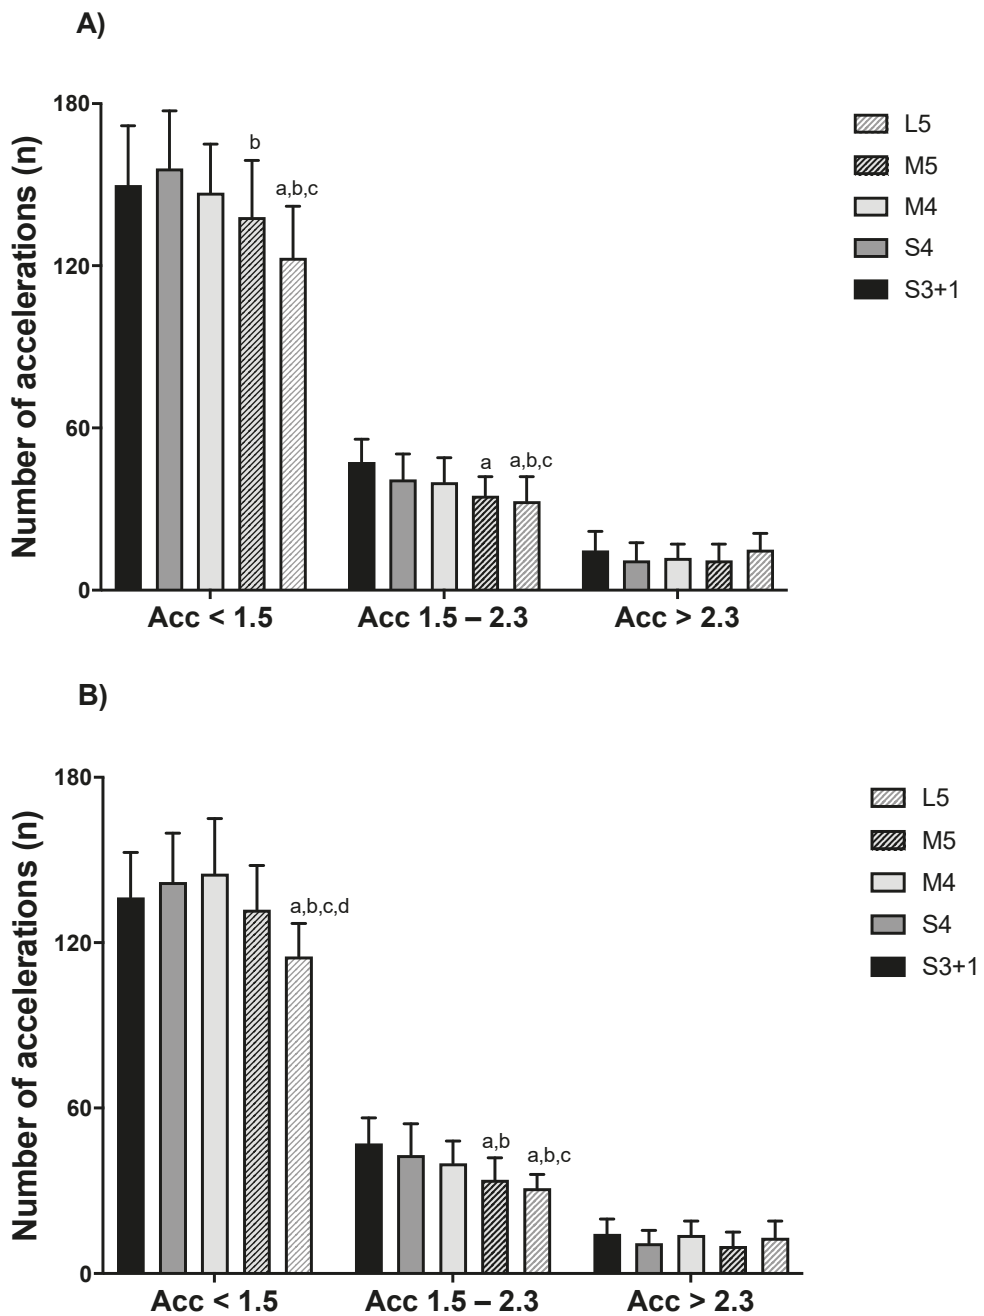 A)
Number of accelerations (n)
180
120
60
0
b
a,b,c
a
a,b,c
Acc < 1.5
Acc 1.5 – 2.3
Acc > 2.3
L5
M5
M4
S4
S3+1
B)
Number of accelerations (n)
180
120
60
0
a,b,c,d
a,b
a,b,c
Acc < 1.5
Acc 1.5 – 2.3
Acc > 2.3
L5
M5
M4
S4
S3+1